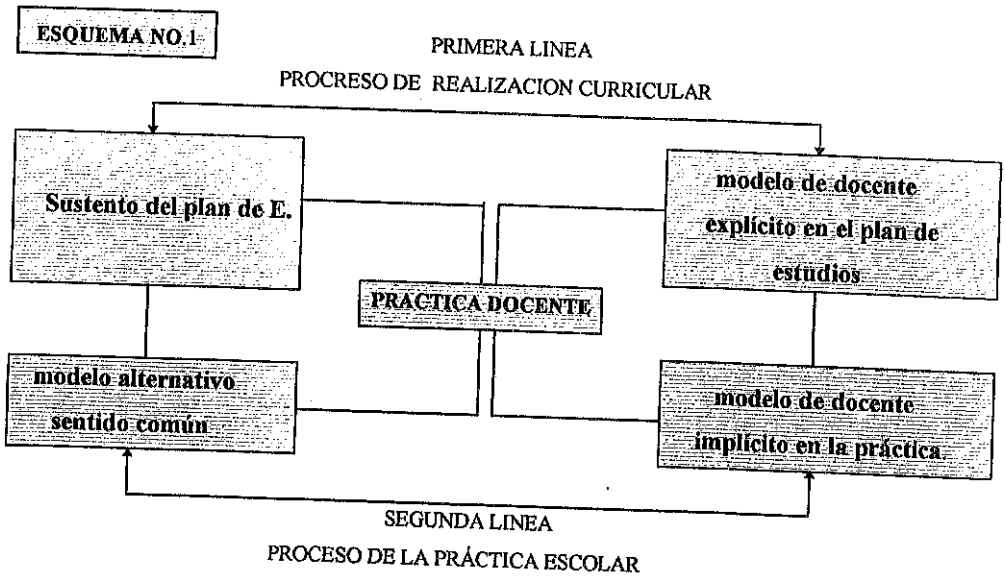 ESQUEMA NO.1
PRIMERA LINEA
PROCRESO DE REALIZACION CURRICULAR
Sustento del plan de E.
modelo de docente
explícito en el plan de
estudios
PRACTICA DOCENTE
modelo alternativo
sentido común
modelo de docente
implícito en la práctica.
SEGUNDA LINEA
PROCESO DE LA PRÁCTICA ESCOLAR